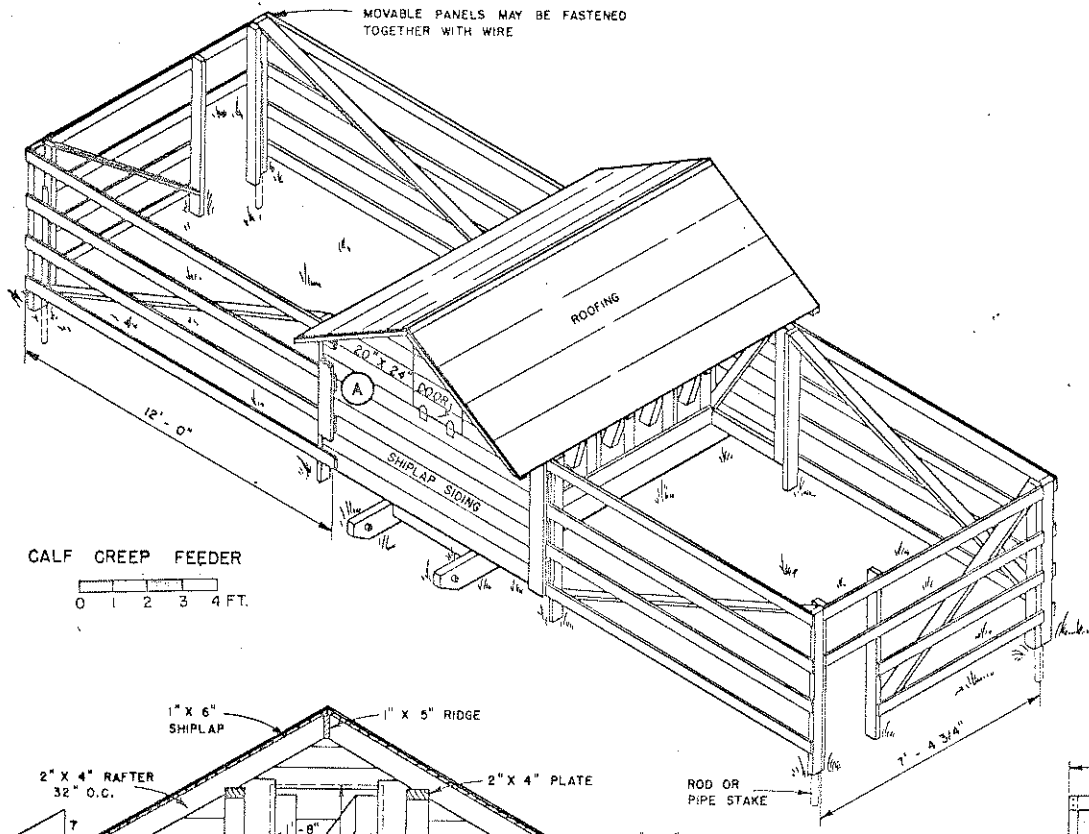 MOVABLE PANELS MAY BE FASTENED
TOGETHER WITH WIRE
ROOFING
20" X 24"
DOOR
A
SHIPLAP SIDING
12' - 0"
CALF CREEP FEEDER
0 1 2 3 4 FT.
7' - 4 3/4"
ROD OR
PIPE STAKE
1" X 6"
SHIPLAP
1" X 5" RIDGE
2" X 4" RAFTER
32" O.C.
2" X 4" PLATE
1'-8"
7